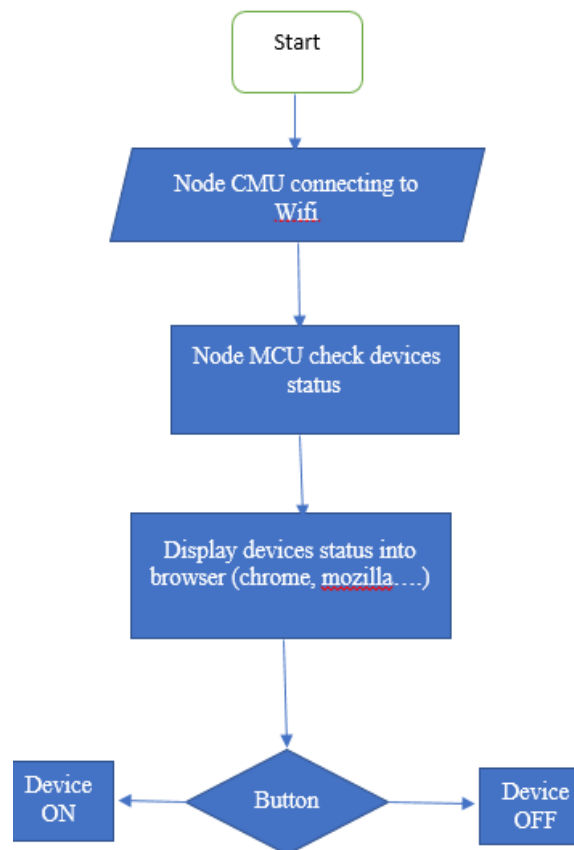 Start
Node CMU connecting to
Wifi
Node MCU check devices
status
Display devices status into
browser (chrome, mozilla….)
Device
ON
Button
Device
OFF